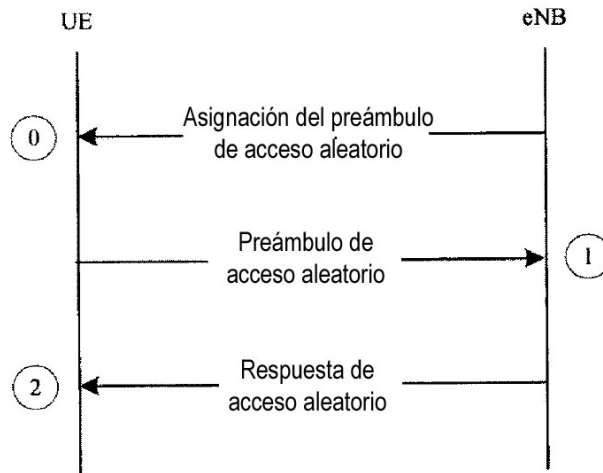 UE
eNB
Asignación del preámbulo
de acceso aleatorio
0
Preámbulo de
acceso aleatorio
1
Respuesta de
acceso aleatorio
2